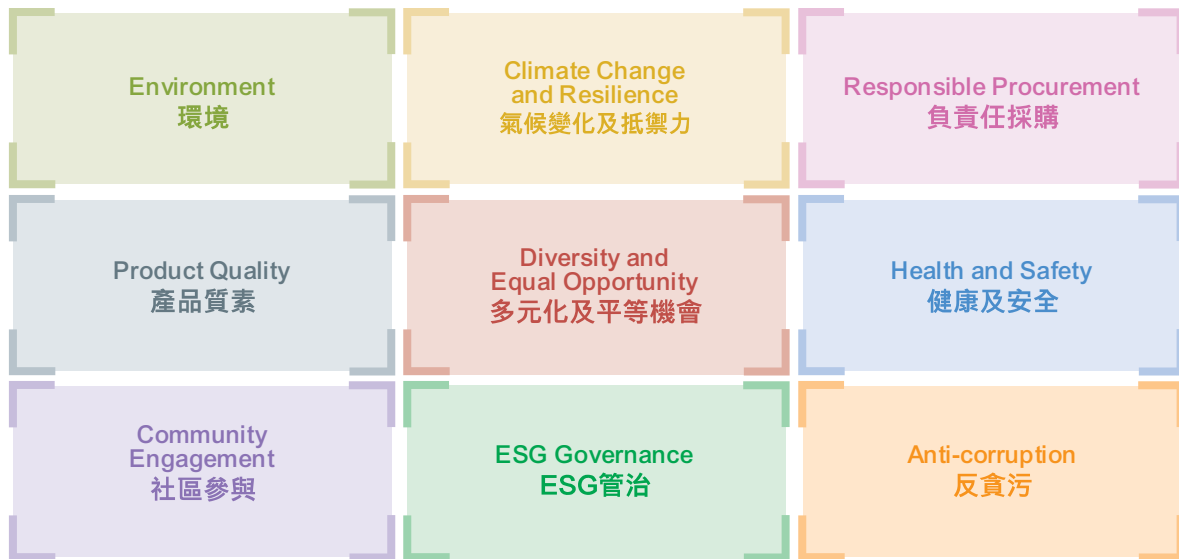 Environment
環境
Climate Change
and Resilience
氣候變化及抵禦力
Responsible Procurement
負責任採購
Product Quality
產品質素
Diversity and
Equal Opportunity
多元化及平等機會
Health and Safety
健康及安全
Community
Engagement
社區參與
ESG Governance
ESG管治
Anti-corruption
反貪污